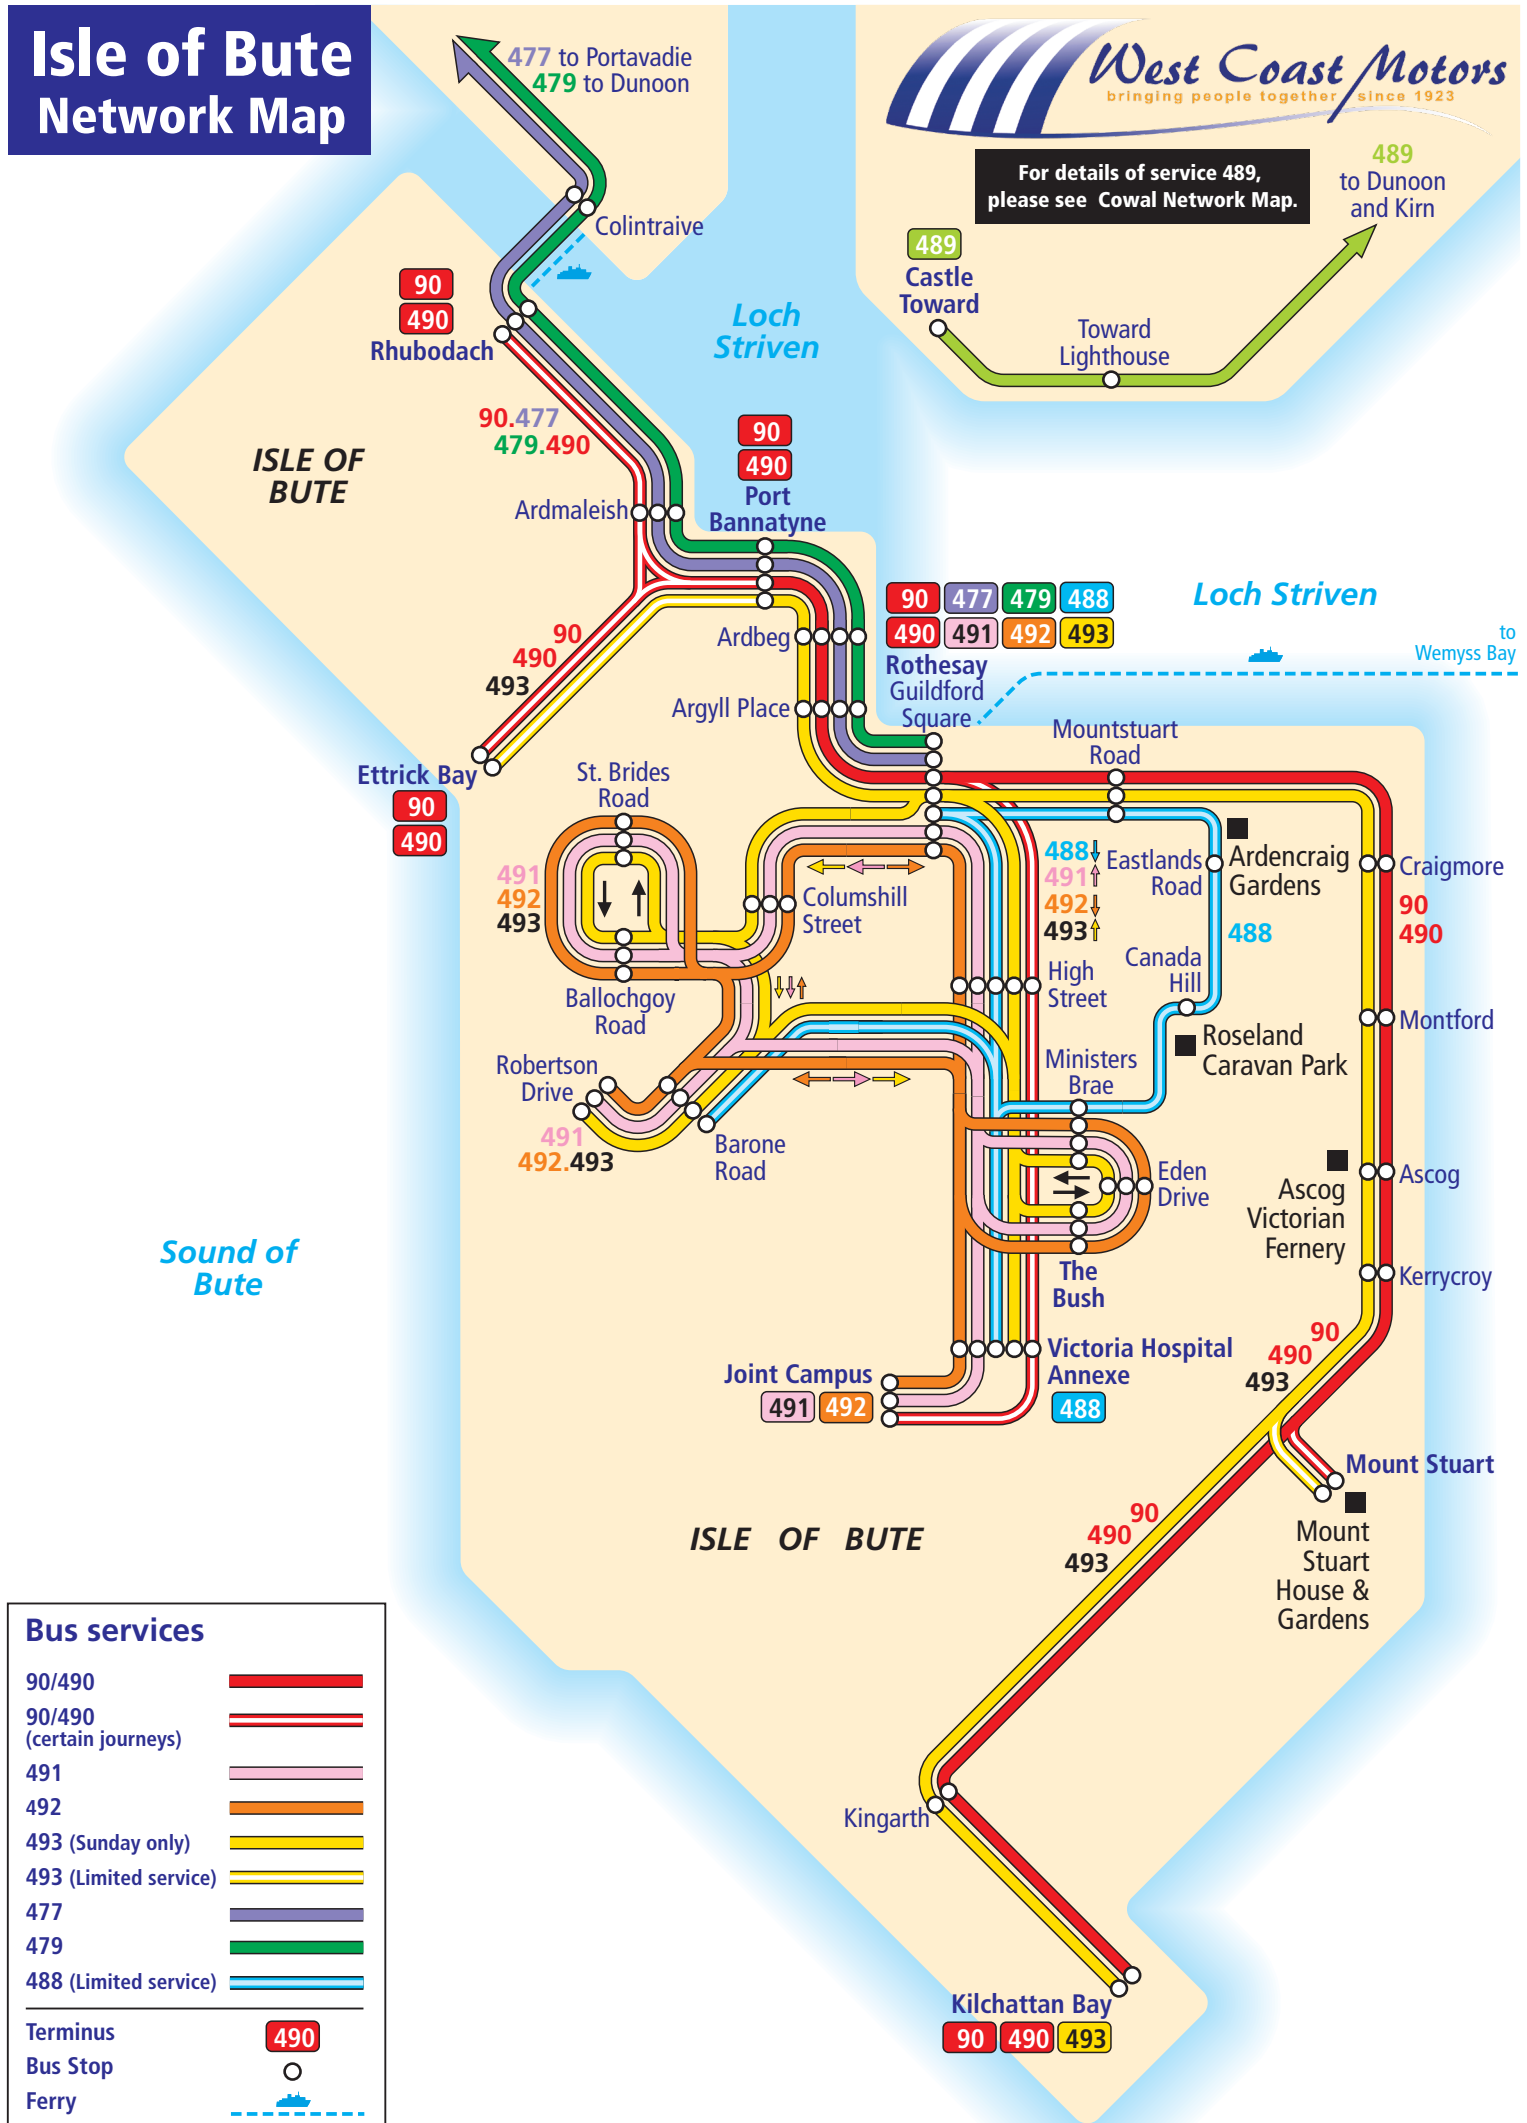 Isle of Bute
Network Map
477 to Portavadie
479 to Dunoon
West Coast Motors
bringing people together since 1923
For details of service 489,
please see Cowal Network Map.
489
to Dunoon
and Kirn
489
Castle
Toward
Toward
Lighthouse
Colintraive
90
490
Rhubodach
Loch
Striven
90.477
479.490
ISLE OF
BUTE
90
490
Port
Bannatyne
Ardmaleish
90 477 479 488
490 491 492 493
Rothesay
Guildford
Square
Loch Striven
to
Wemyss Bay
Ardbeg
90
490
493
Argyll Place
Mountstuart
Road
Ettrick Bay
90
490
St. Brides
Road
491
492
493
Columshill
Street
488
491
492
493
Eastlands
Road
Ardencraig
Gardens
Craigmore
90
490
488
Canada
Hill
High
Street
Ballochgoy
Road
Montford
Roseland
Caravan Park
Ministers
Brae
Robertson
Drive
491
492.493
Barone
Road
Eden
Drive
Ascog
Ascog
Victorian
Fernery
Sound of
Bute
The
Bush
Kerrycroy
90
490
493
Victoria Hospital
Annexe
488
Joint Campus
491 492
Mount Stuart
Mount
Stuart
House &
Gardens
90
490
493
ISLE OF BUTE
Kingarth
Kilchattan Bay
90 490 493
Bus services
90/490
90/490
(certain journeys)
491
492
493 (Sunday only)
493 (Limited service)
477
479
488 (Limited service)
Terminus
490
Bus Stop
Ferry